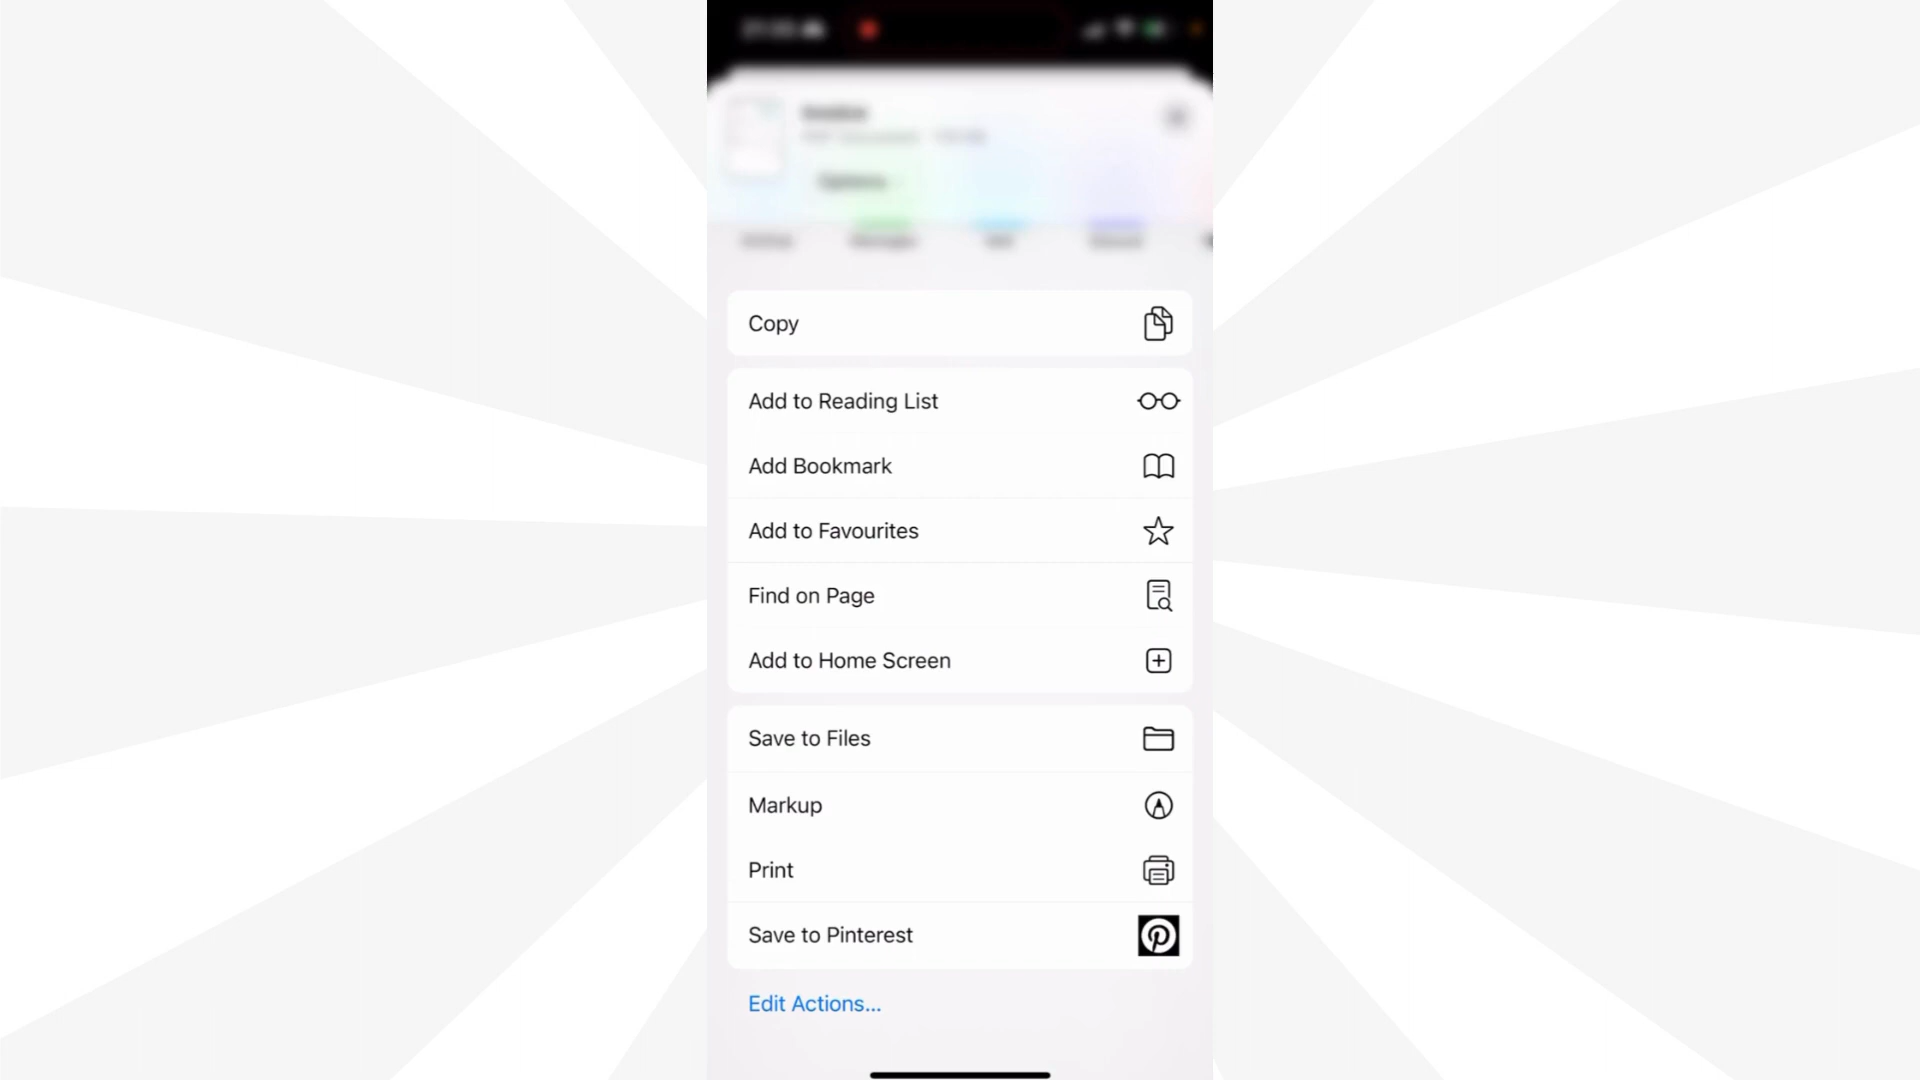 Options
Copy
Add to Reading List
Add Bookmark
Add to Favourites
Find on Page
Add to Home Screen
Save to Files
Markup
Print
Save to Pinterest
Edit Actions...